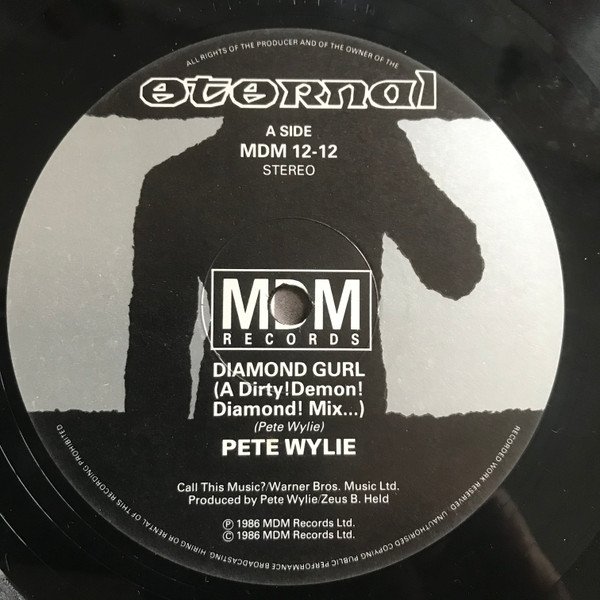 ALL RIGHTS OF THE PRODUCER AND OF THE OWNER OF THE
eternal
A SIDE
MDM 12-12
STEREO
MDM
RECORDS
DIAMOND GURL
(A Dirty!Demon!
Diamond! Mix...)
(Pete Wylie)
PETE WYLIE
Call This Music?/Warner Bros. Music Ltd.
Produced by Pete Wylie/Zeus B. Held
Ⓟ 1986 MDM Records Ltd.
© 1986 MDM Records Ltd.
RECORDED WORK RESERVED. UNAUTHORISED COPYING PUBLIC PERFORMANCE BROADCASTING HIRING OR RENTAL OF THIS RECORDING PROHIBITED